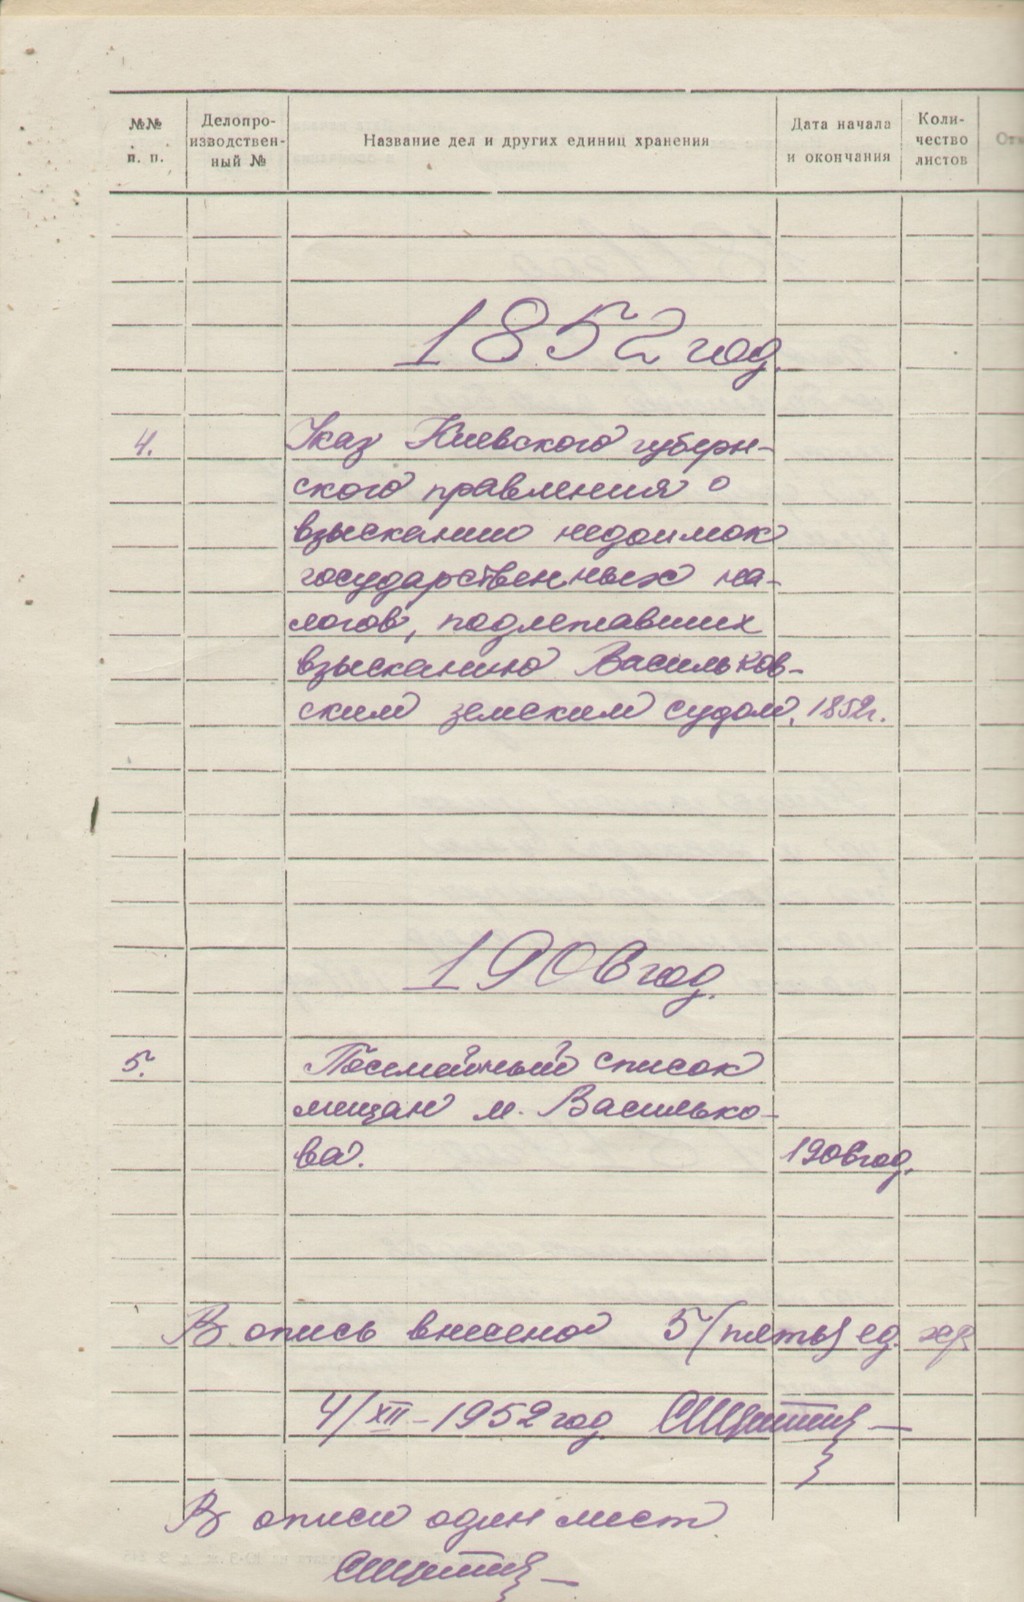 №№ п. п.
Делопро-
изводствен-
ный №
Название дел и других единиц хранения
Дата начала
и окончания
Коли-
чество
листов
1852 год.
4.
Указ Киевского губерн-
ского правления о
взыскании недоимок
государственных на-
логов, подлежавших
взысканию Васильков-
ским земским судом. 1852г.
1906 год.
5.
Посемейный список
мещан м. Василько-
ва. 1906 год.
В опись внесено 5 /пять/ ед. хр.
4/XII - 1952 год.
В описи один лист.